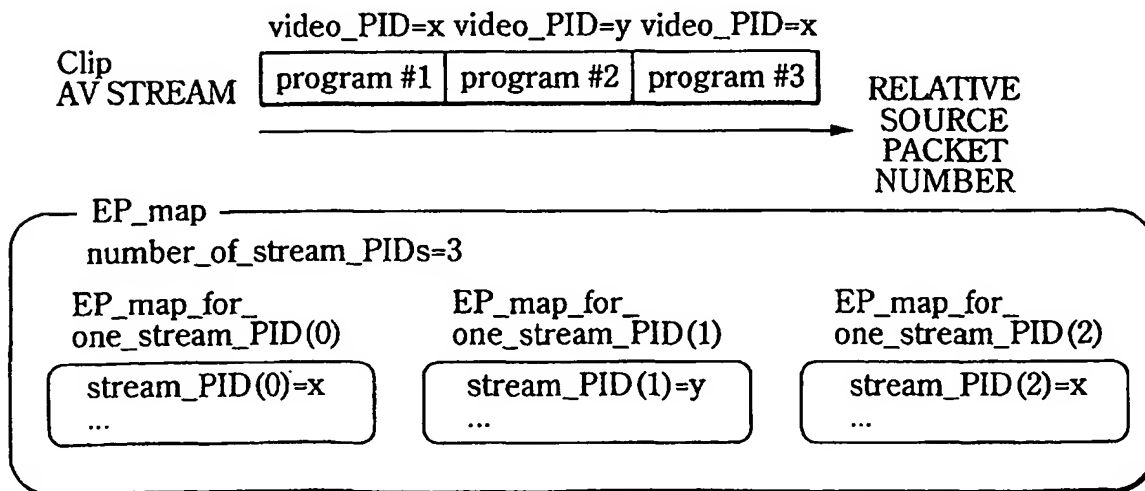 video_PID=x video_PID=y video_PID=x
Clip
AV STREAM
program #1 program #2 program #3
RELATIVE
SOURCE
PACKET
NUMBER
EP_map
number_of_stream_PIDs=3
EP_map_for_
one_stream_PID(0)
stream_PID(0)=x
...
EP_map_for_
one_stream_PID(1)
stream_PID(1)=y
...
EP_map_for_
one_stream_PID(2)
stream_PID(2)=x
...